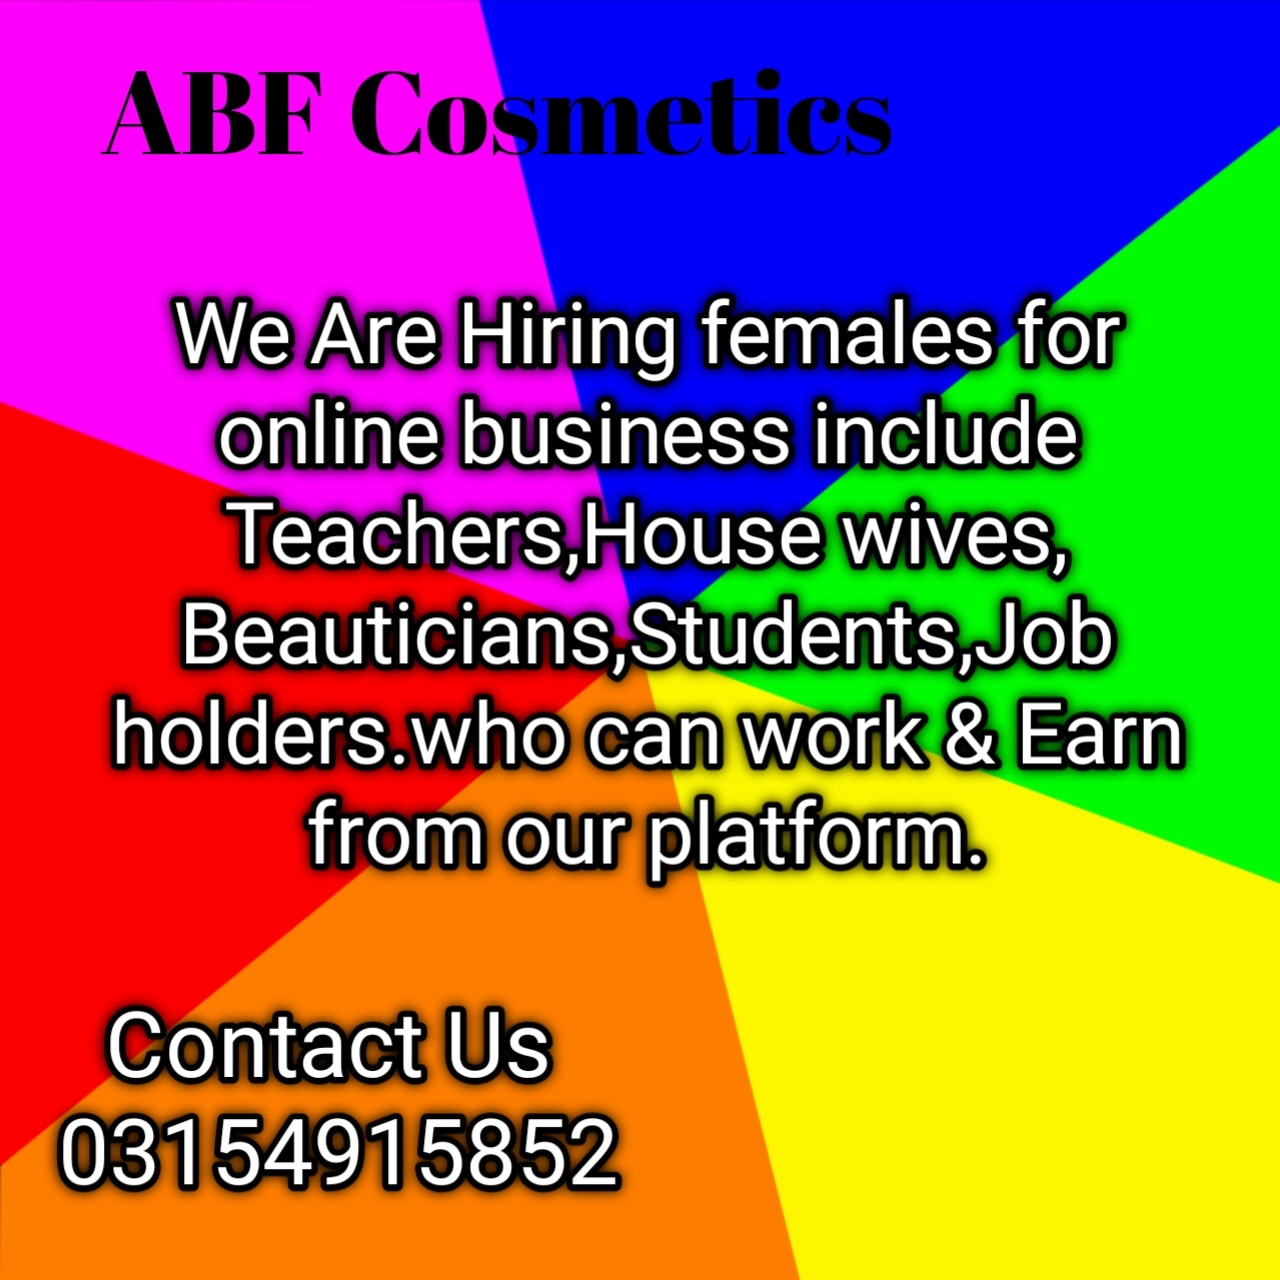 ABF Cosmetics
We Are Hiring females for
online business include
Teachers,House wives,
Beauticians,Students,Job
holders.who can work & Earn
from our platform.
Contact Us
03154915852